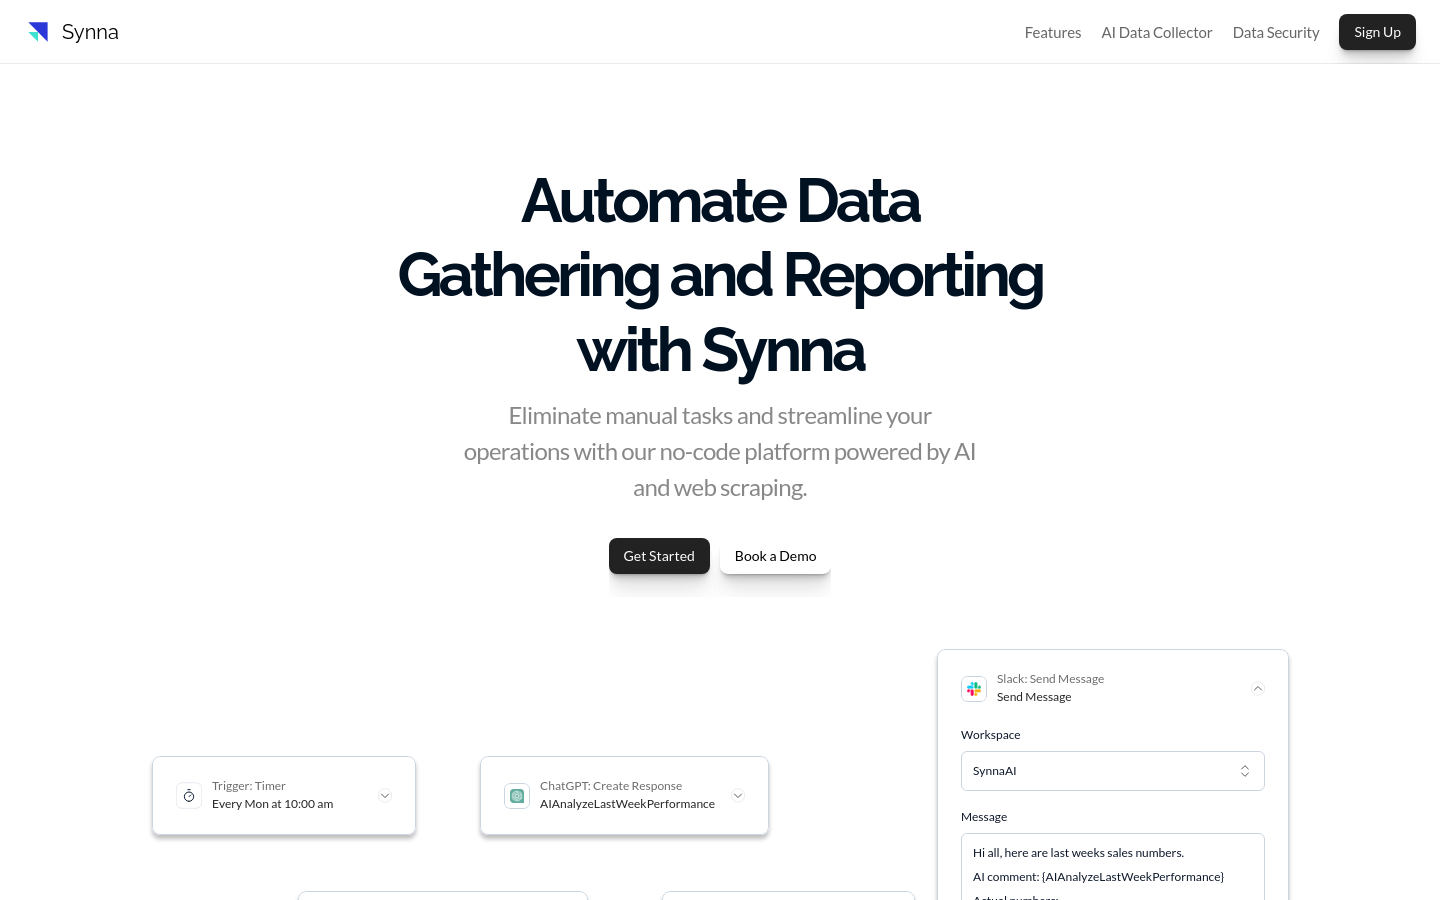 Synna
Features
AI Data Collector
Data Security
Sign Up
Automate Data
Gathering and Reporting
with Synna
Eliminate manual tasks and streamline your
operations with our no-code platform powered by AI
and web scraping.
Get Started
Book a Demo
Slack: Send Message
Send Message
Workspace
SynnaAI
Trigger: Timer
Every Mon at 10:00 am
ChatGPT: Create Response
AIAnalyzeLastWeekPerformance
Message
Hi all, here are last weeks sales numbers.
AI comment: {AIAnalyzeLastWeekPerformance}
Actual numbers: